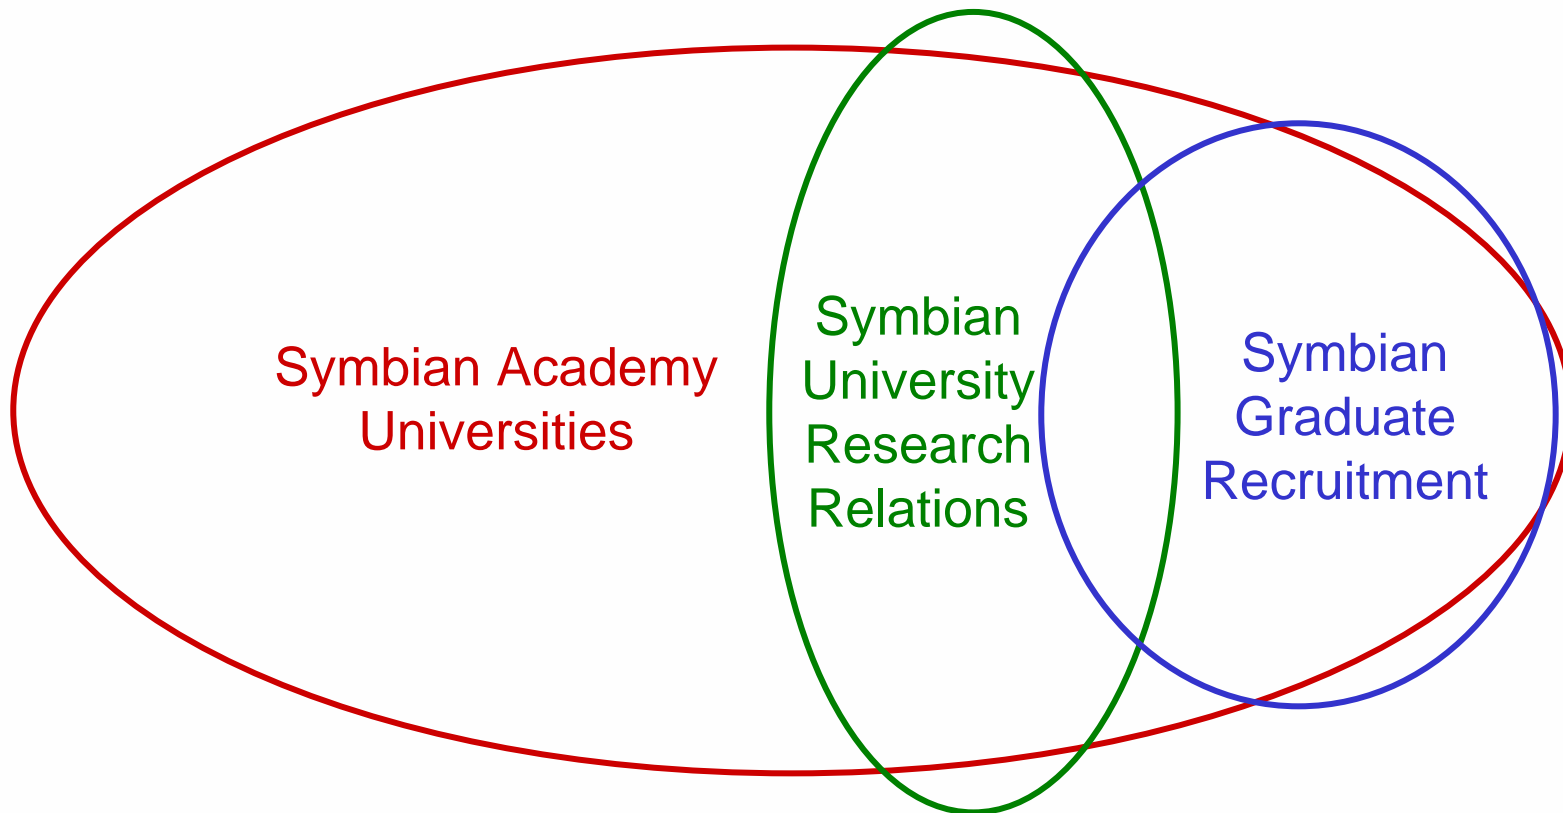 Symbian Academy
Universities
Symbian
University
Research
Relations
Symbian
Graduate
Recruitment